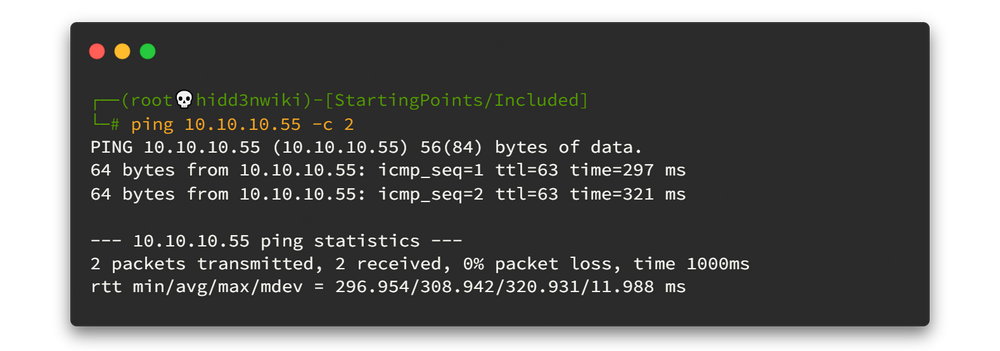 ┌──(root💀hidd3nwiki)-[StartingPoints/Included]
└─# ping 10.10.10.55 -c 2
PING 10.10.10.55 (10.10.10.55) 56(84) bytes of data.
64 bytes from 10.10.10.55: icmp_seq=1 ttl=63 time=297 ms
64 bytes from 10.10.10.55: icmp_seq=2 ttl=63 time=321 ms
--- 10.10.10.55 ping statistics ---
2 packets transmitted, 2 received, 0% packet loss, time 1000ms
rtt min/avg/max/mdev = 296.954/308.942/320.931/11.988 ms